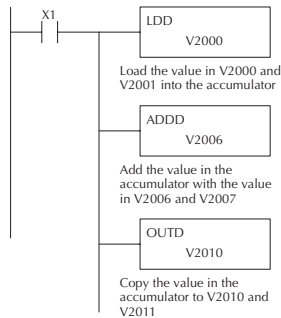 X1
LDD
V2000
Load the value in V2000 and
V2001 into the accumulator
ADDD
V2006
Add the value in the
accumulator with the value
in V2006 and V2007
OUTD
V2010
Copy the value in the
accumulator to V2010 and
V2011